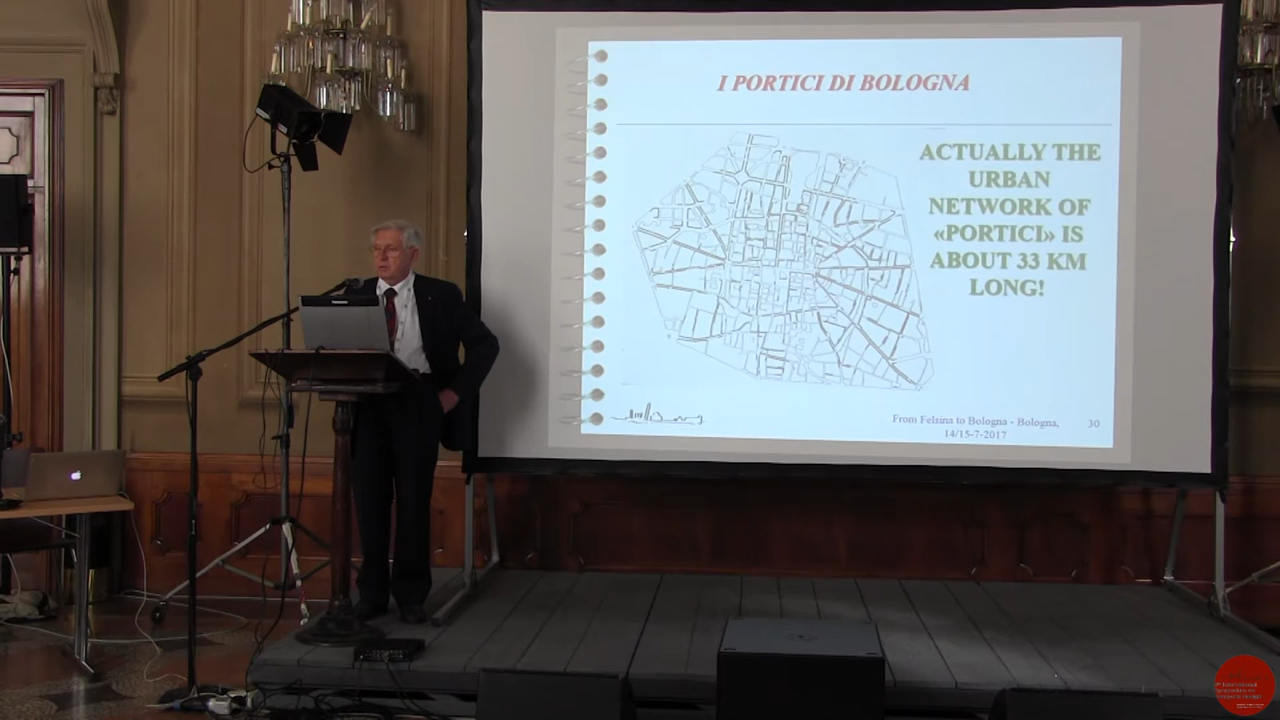 I PORTICI DI BOLOGNA
ACTUALLY THE
URBAN
NETWORK OF
«PORTICI» IS
ABOUT 33 KM
LONG!
From Felsina to Bologna - Bologna,
14/15-7-2017
30
International